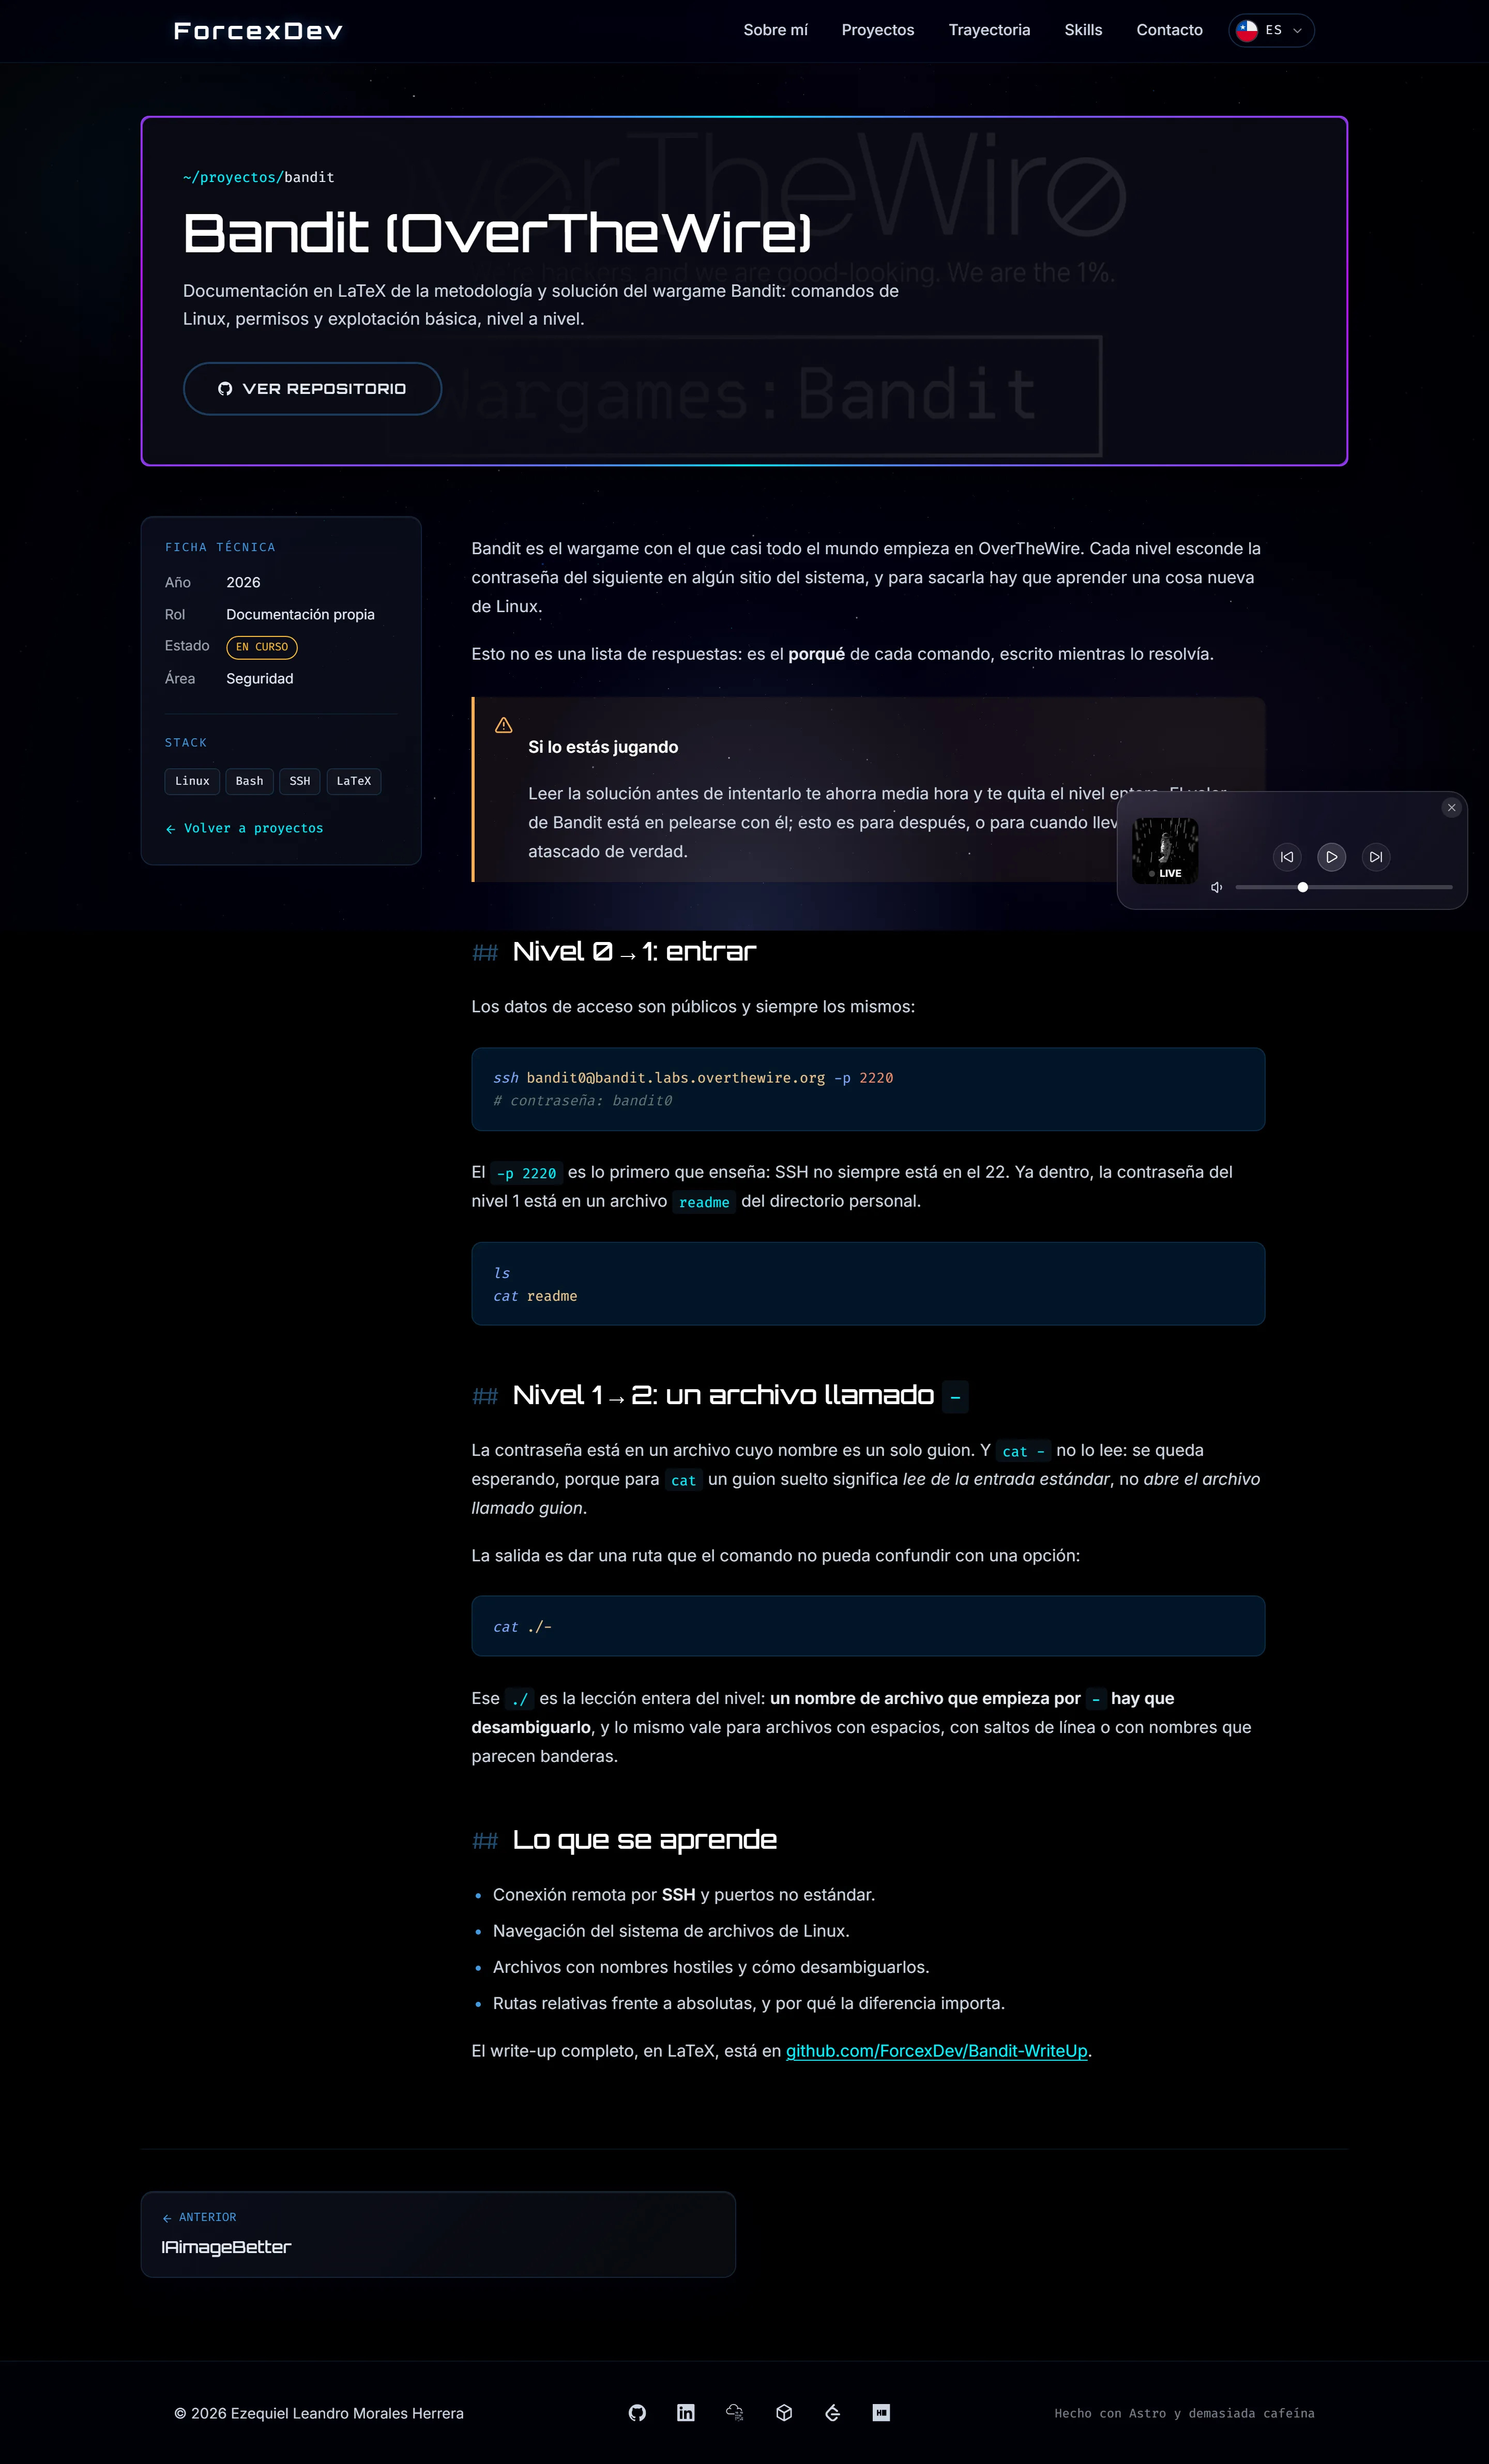 ForcexDev
Sobre mí Proyectos Trayectoria Skills Contacto ES
OverTheWire
We're hackers, and we are good-looking. We are the 1%.
Wargames:Bandit
~/proyectos/bandit
Bandit (OverTheWire)
Documentación en LaTeX de la metodología y solución del wargame Bandit: comandos de
Linux, permisos y explotación básica, nivel a nivel.
VER REPOSITORIO
FICHA TÉCNICA
Año 2026
Rol Documentación propia
Estado EN CURSO
Área Seguridad
STACK
Linux Bash SSH LaTeX
← Volver a proyectos
Bandit es el wargame con el que casi todo el mundo empieza en OverTheWire. Cada nivel esconde la
contraseña del siguiente en algún sitio del sistema, y para sacarla hay que aprender una cosa nueva
de Linux.
Esto no es una lista de respuestas: es el porqué de cada comando, escrito mientras lo resolvía.
Si lo estás jugando
Leer la solución antes de intentarlo te ahorra media hora y te quita el nivel
de Bandit está en pelearse con él; esto es para después, o para cuando
atascado de verdad.
LIVE
## Nivel 0→1: entrar
Los datos de acceso son públicos y siempre los mismos:
ssh bandit0@bandit.labs.overthewire.org -p 2220
# contraseña: bandit0
El -p 2220 es lo primero que enseña: SSH no siempre está en el 22. Ya dentro, la contraseña del
nivel 1 está en un archivo readme del directorio personal.
ls
cat readme
## Nivel 1→2: un archivo llamado -
La contraseña está en un archivo cuyo nombre es un solo guion. Y cat - no lo lee: se queda
esperando, porque para cat un guion suelto significa lee de la entrada estándar, no abre el archivo
llamado guion.
La salida es dar una ruta que el comando no pueda confundir con una opción:
cat ./-
Ese ./ es la lección entera del nivel: un nombre de archivo que empieza por - hay que
desambiguarlo, y lo mismo vale para archivos con espacios, con saltos de línea o con nombres que
parecen banderas.
## Lo que se aprende
• Conexión remota por SSH y puertos no estándar.
• Navegación del sistema de archivos de Linux.
• Archivos con nombres hostiles y cómo desambiguarlos.
• Rutas relativas frente a absolutas, y por qué la diferencia importa.
El write-up completo, en LaTeX, está en github.com/ForcexDev/Bandit-WriteUp.
← ANTERIOR
IAimageBetter
© 2026 Ezequiel Leandro Morales Herrera
Hecho con Astro y demasiada cafeína